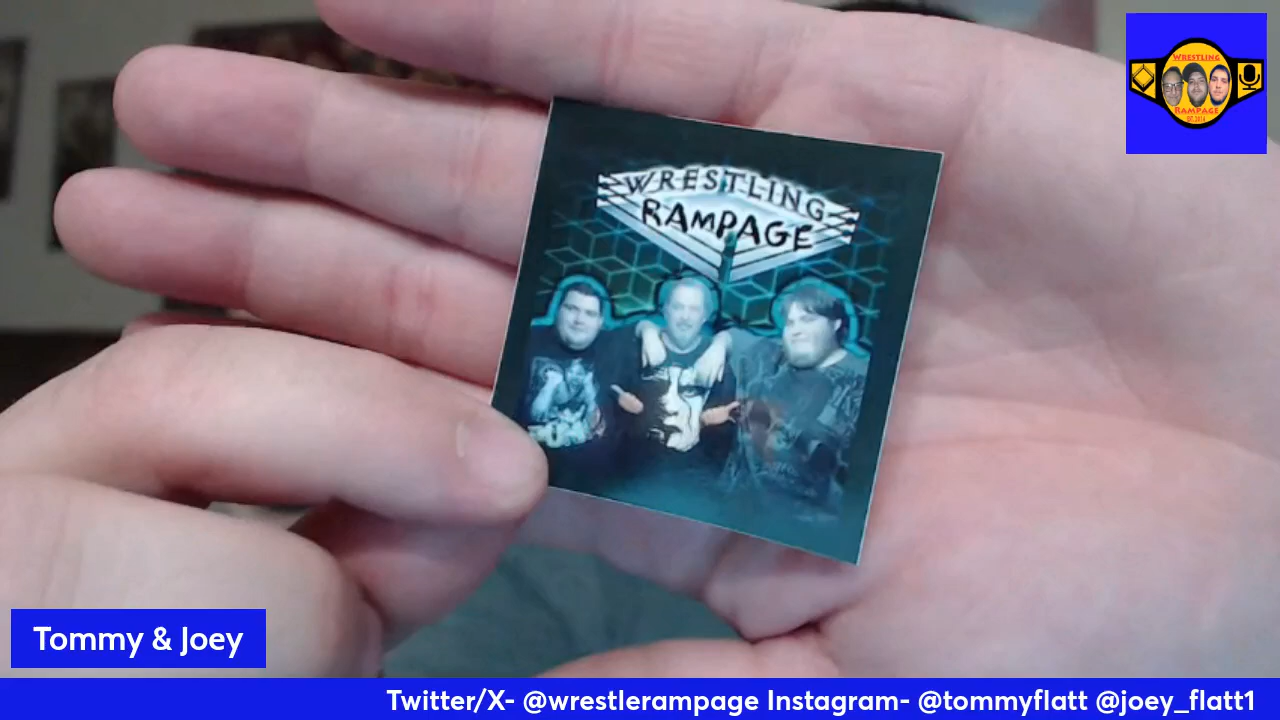 WRESTLING
RAMPAGE
WRESTLING
RAMPAGE
Tommy & Joey
Twitter/X- @wrestlerampage Instagram- @tommyflatt @joey_flatt1